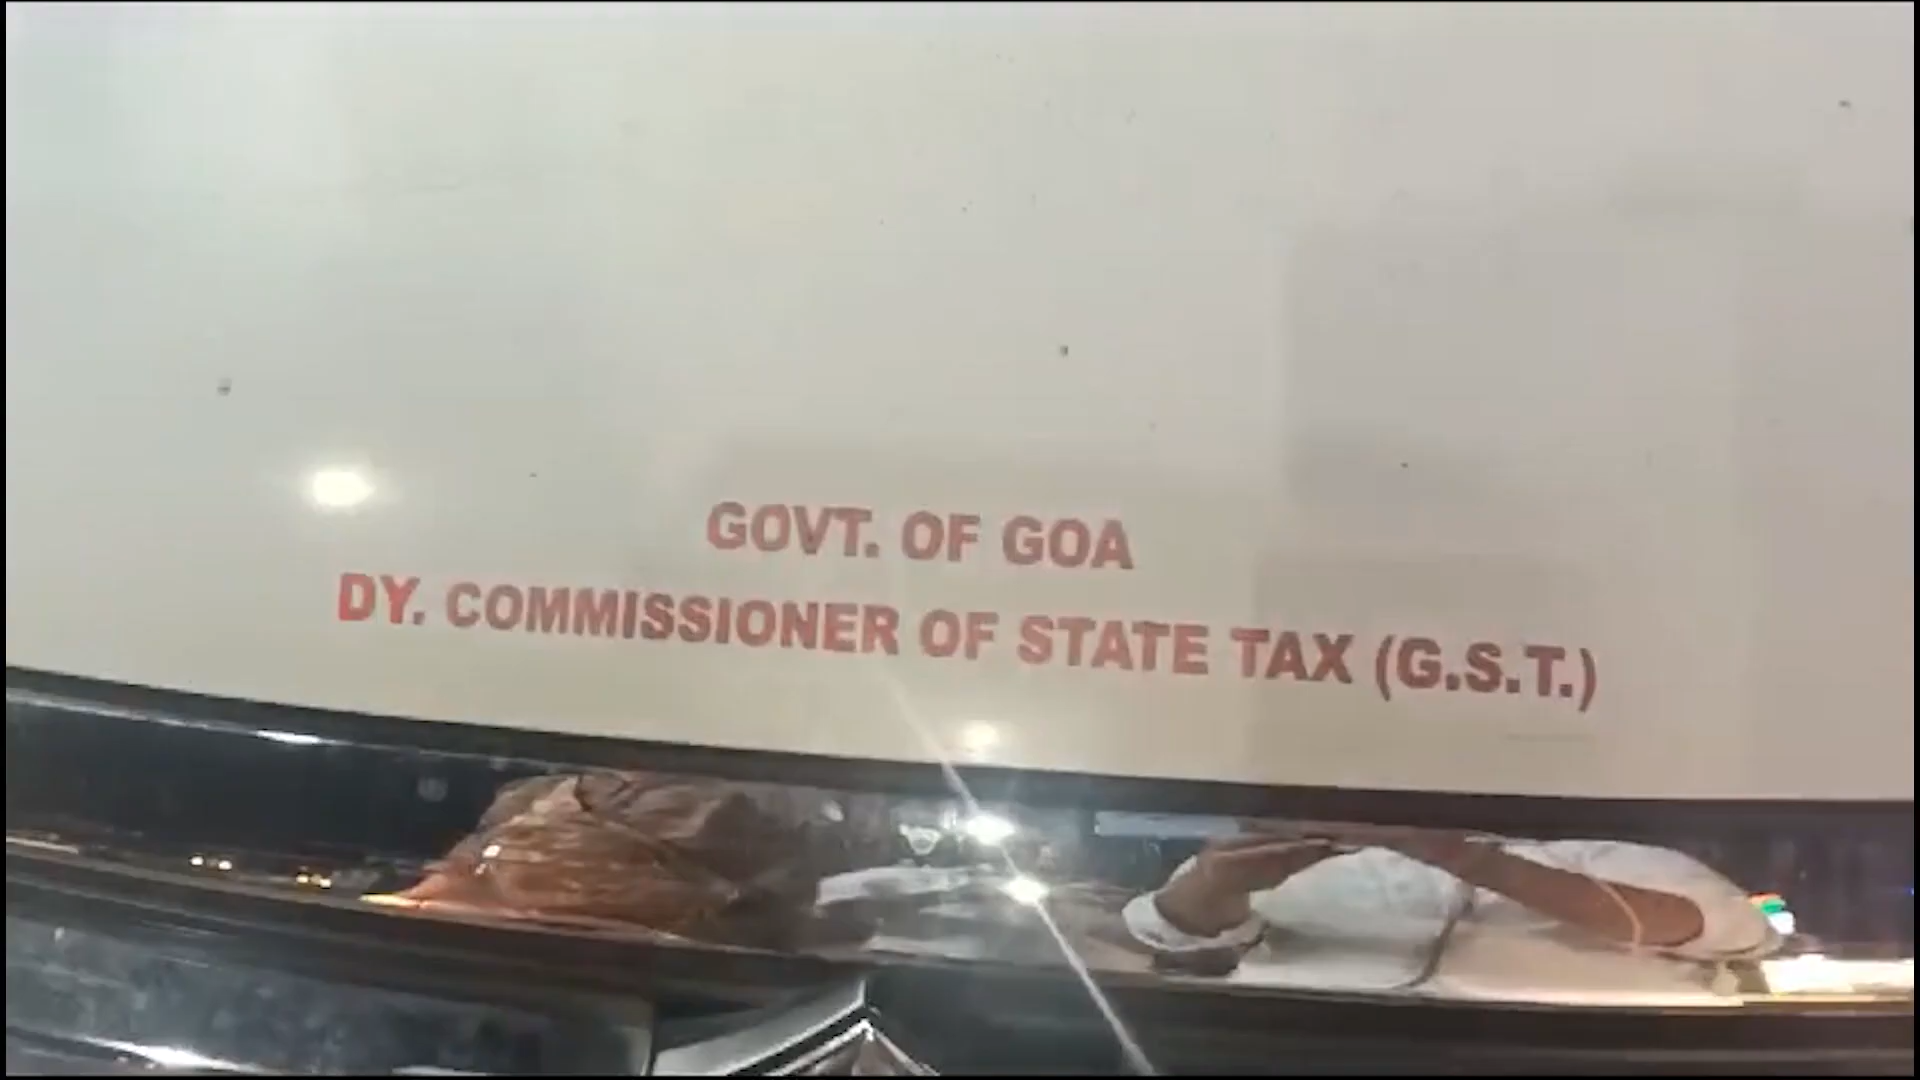 GOVT. OF GOA
DY. COMMISSIONER OF STATE TAX (G.S.T.)